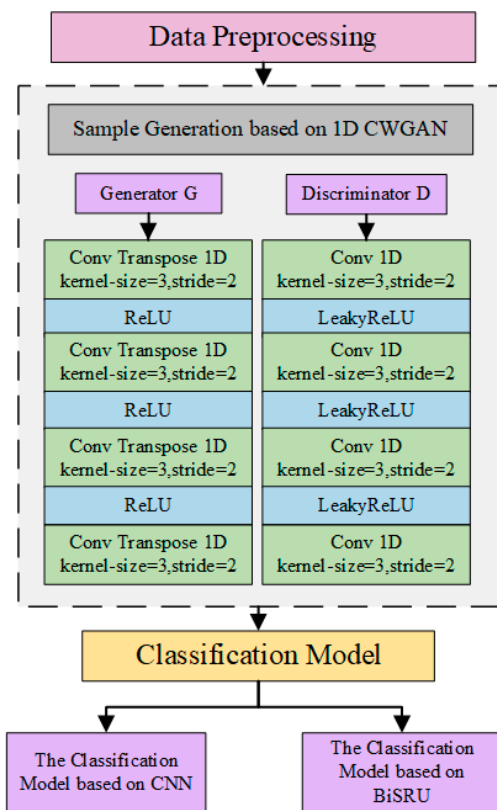 Data Preprocessing
Sample Generation based on 1D CWGAN
Generator G
Conv Transpose 1D
kernel-size=3,stride=2
ReLU
Conv Transpose 1D
kernel-size=3,stride=2
ReLU
Conv Transpose 1D
kernel-size=3,stride=2
ReLU
Conv Transpose 1D
kernel-size=3,stride=2
Discriminator D
Conv 1D
kernel-size=3,stride=2
LeakyReLU
Conv 1D
kernel-size=3,stride=2
LeakyReLU
Conv 1D
kernel-size=3,stride=2
LeakyReLU
Conv 1D
kernel-size=3,stride=2
Classification Model
The Classification
Model based on CNN
The Classification
Model based on
BiSRU